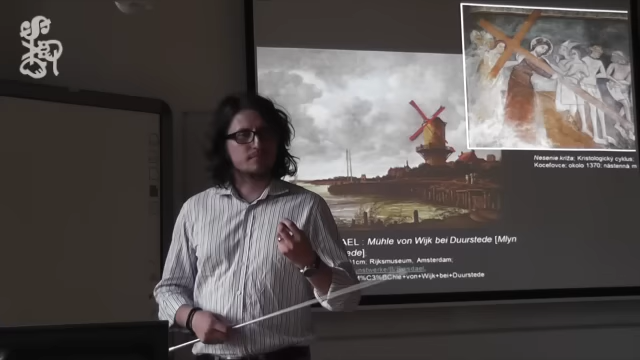 Nesenie kríža; Kristologický cyklus;
Koceľovce; okolo 1370; nástenná m
AEL : Mühle von Wijk bei Duurstede [Mlyn
ede].
1cm; Rijksmuseum, Amsterdam;
f%C3%BChle+von+Wijk+bei+Duurstede